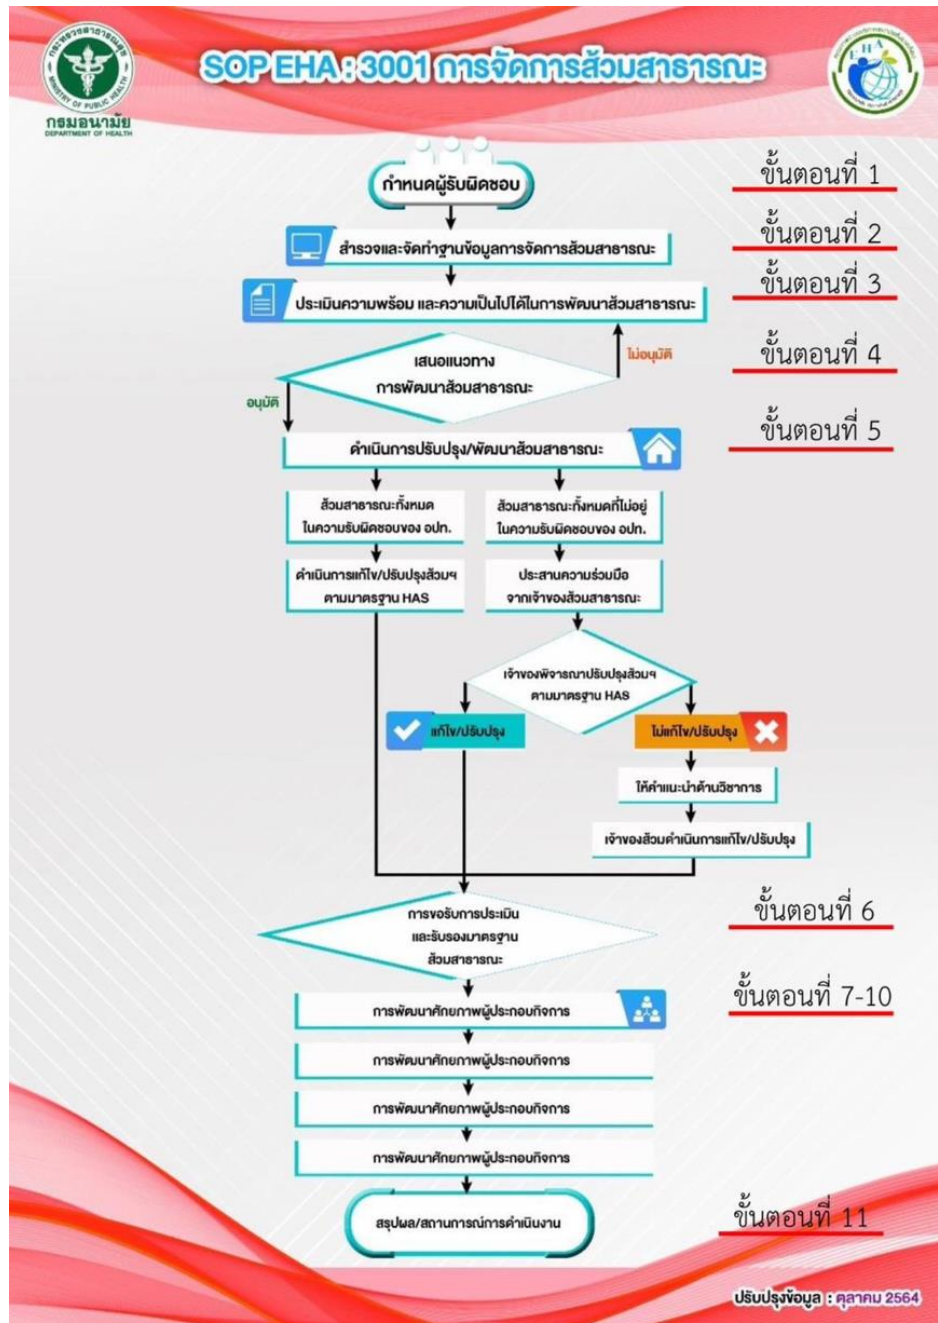 SOP EHA : 3001 การจัดการส้วมสาธารณะ
กระทรวงสาธารณสุข
MINISTRY OF PUBLIC HEALTH
กรมอนามัย
DEPARTMENT OF HEALTH
EHA
กำหนดผู้รับผิดชอบ
ขั้นตอนที่ 1
สำรวจและจัดทำฐานข้อมูลการจัดการส้วมสาธารณะ
ขั้นตอนที่ 2
ประเมินความพร้อม และความเป็นไปได้ในการพัฒนาส้วมสาธารณะ
ขั้นตอนที่ 3
เสนอแนวทาง
การพัฒนาส้วมสาธารณะ
ไม่อนุมัติ
ขั้นตอนที่ 4
อนุมัติ
ดำเนินการปรับปรุง/พัฒนาส้วมสาธารณะ
ขั้นตอนที่ 5
ส้วมสาธารณะทั้งหมด
ในความรับผิดชอบของ อปท.
ส้วมสาธารณะทั้งหมดที่ไม่อยู่
ในความรับผิดชอบของ อปท.
ดำเนินการแก้ไข/ปรับปรุงส้วมฯ
ตามมาตรฐาน HAS
ประสานความร่วมมือ
จากเจ้าของส้วมสาธารณะ
เจ้าของพิจารณาปรับปรุงส้วมฯ
ตามมาตรฐาน HAS
แก้ไข/ปรับปรุง
ไม่แก้ไข/ปรับปรุง
ให้คำแนะนำด้านวิชาการ
เจ้าของส้วมดำเนินการแก้ไข/ปรับปรุง
การขอรับการประเมิน
และรับรองมาตรฐาน
ส้วมสาธารณะ
ขั้นตอนที่ 6
การพัฒนาศักยภาพผู้ประกอบกิจการ
ขั้นตอนที่ 7-10
การพัฒนาศักยภาพผู้ประกอบกิจการ
การพัฒนาศักยภาพผู้ประกอบกิจการ
การพัฒนาศักยภาพผู้ประกอบกิจการ
สรุปผล/สถานการณ์การดำเนินงาน
ขั้นตอนที่ 11
ปรับปรุงข้อมูล : ตุลาคม 2564